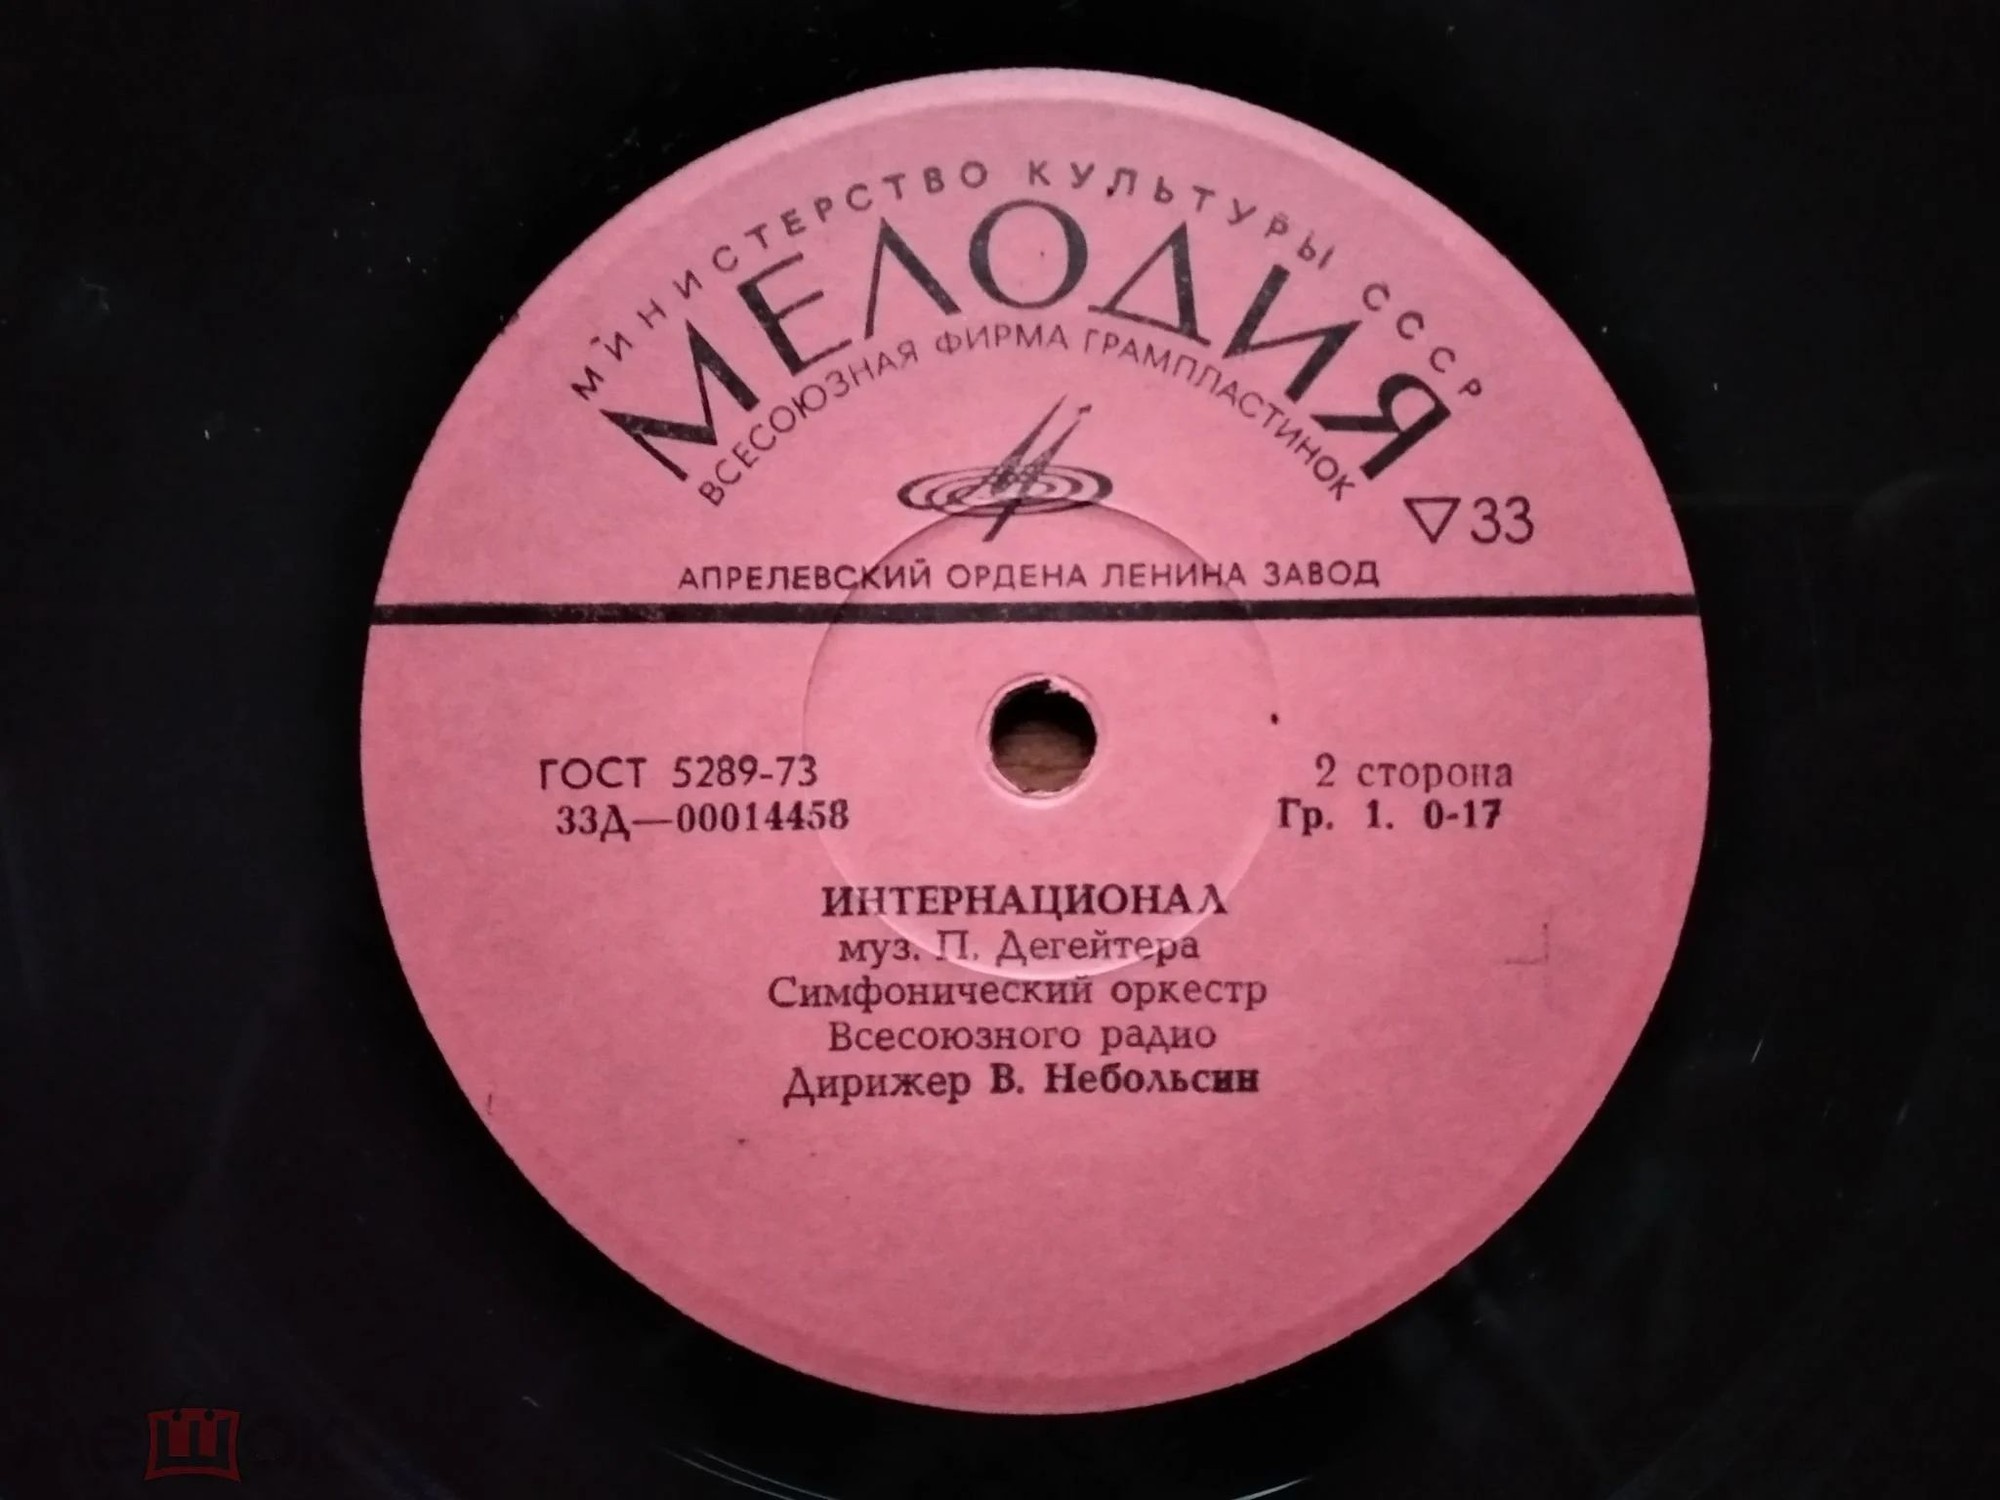 МИНИСТЕРСТВО КУЛЬТУРЫ СССР
МЕЛОДИЯ
ВСЕСОЮЗНАЯ ФИРМА ГРАМПЛАСТИНОК
▽33
АПРЕЛЕВСКИЙ ОРДЕНА ЛЕНИНА ЗАВОД
ГОСТ 5289-73
2 сторона
33Д—00014458
Гр. 1. 0-17
ИНТЕРНАЦИОНАЛ
муз. П. Дегейтера
Симфонический оркестр
Всесоюзного радио
Дирижер В. Небольсин